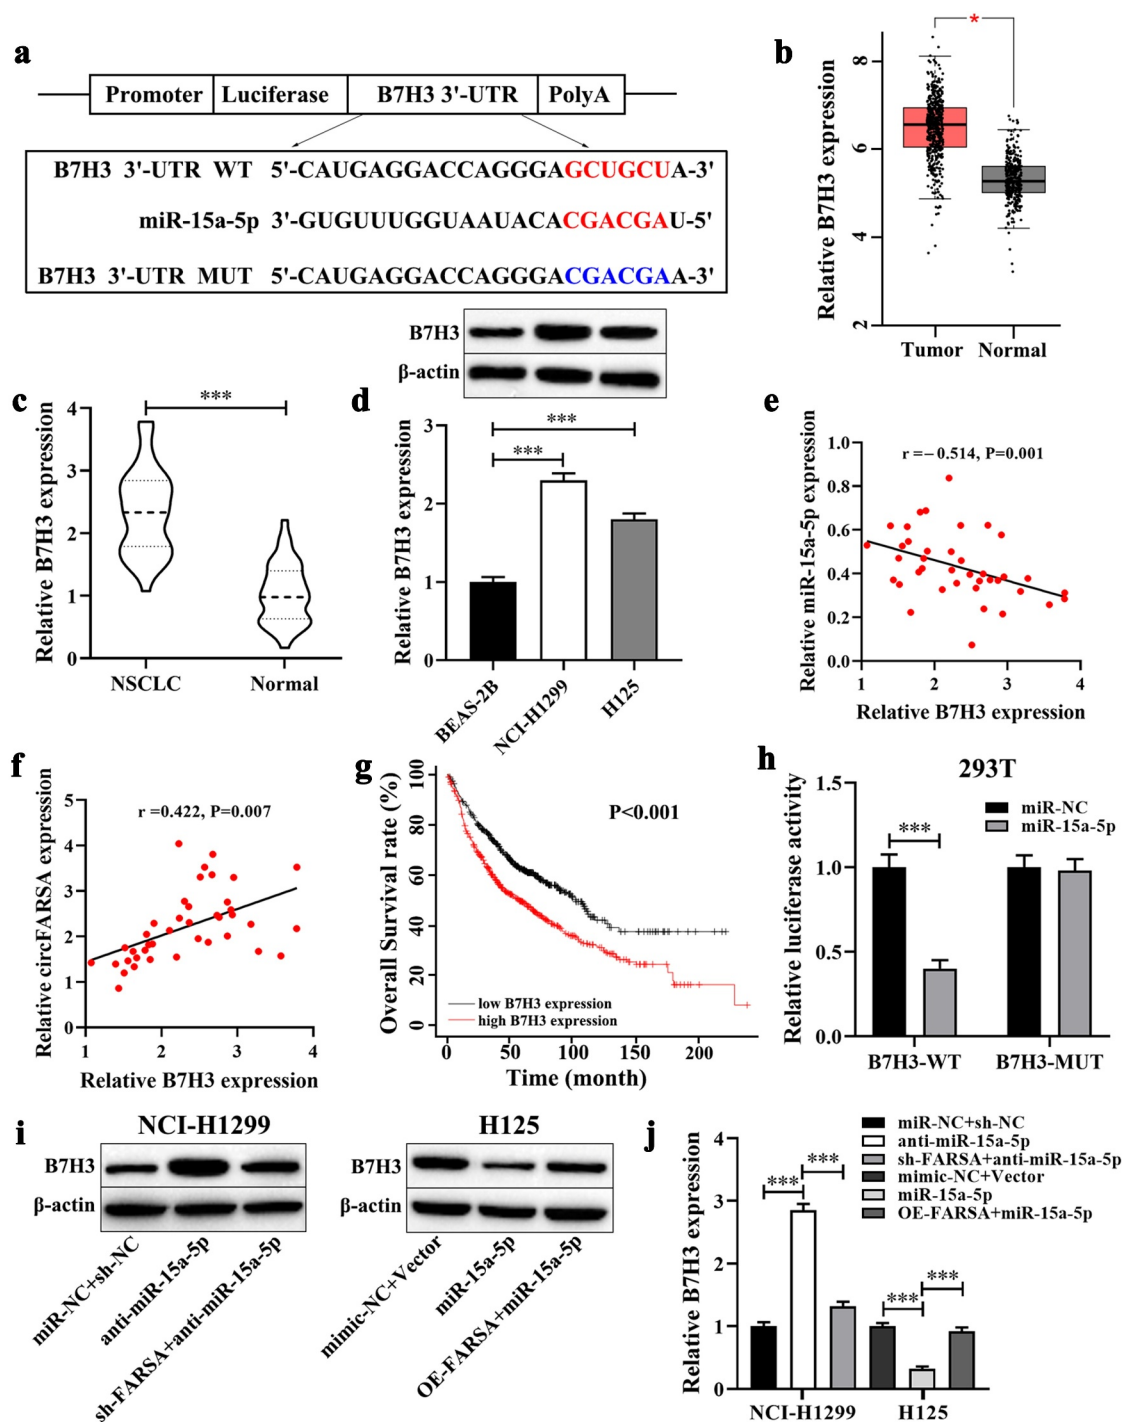 a
Promoter Luciferase B7H3 3'-UTR PolyA
B7H3 3'-UTR WT 5'-CAUGAGGACCAGGGAGCUGCUA-3'
miR-15a-5p 3'-GUGUUUGGUAAUACACGACGAU-5'
B7H3 3'-UTR MUT 5'-CAUGAGGACCAGGGACGACGAA-3'
b
*
Relative B7H3 expression
8
6
4
2
Tumor Normal
c
***
Relative B7H3 expression
4
3
2
1
0
NSCLC Normal
d
B7H3
β-actin
***
***
Relative B7H3 expression
3
2
1
0
BEAS-2B
NCI-H1299
H125
e
r =−0.514, P=0.001
Relative miR-15a-5p expression
1.0
0.8
0.6
0.4
0.2
0.0
1 2 3 4
Relative B7H3 expression
f
r =0.422, P=0.007
Relative circFARSA expression
5
4
3
2
1
0
1 2 3 4
Relative B7H3 expression
g
P<0.001
Overall Survival rate (%)
100
80
60
40
20
0
low B7H3 expression
high B7H3 expression
0 50 100 150 200
Time (month)
h
293T
miR-NC
miR-15a-5p
***
Relative luciferase activity
1.5
1.0
0.5
0.0
B7H3-WT B7H3-MUT
i
NCI-H1299
B7H3
β-actin
miR-NC+sh-NC
anti-miR-15a-5p
sh-FARSA+anti-miR-15a-5p
H125
B7H3
β-actin
mimic-NC+Vector
miR-15a-5p
OE-FARSA+miR-15a-5p
j
miR-NC+sh-NC
anti-miR-15a-5p
sh-FARSA+anti-miR-15a-5p
mimic-NC+Vector
miR-15a-5p
OE-FARSA+miR-15a-5p
***
***
***
***
Relative B7H3 expression
4
3
2
1
0
NCI-H1299 H125